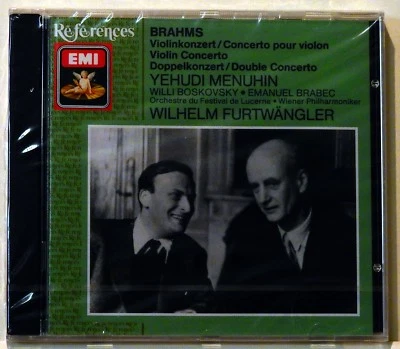 Références
EMI
BRAHMS
Violinkonzert/Concerto pour violon
Violin Concerto
Doppelkonzert/Double Concerto
YEHUDI MENUHIN
WILLI BOSKOVSKY • EMANUEL BRABEC
Orchestre du Festival de Lucerne • Wiener Philharmoniker
WILHELM FURTWÄNGLER